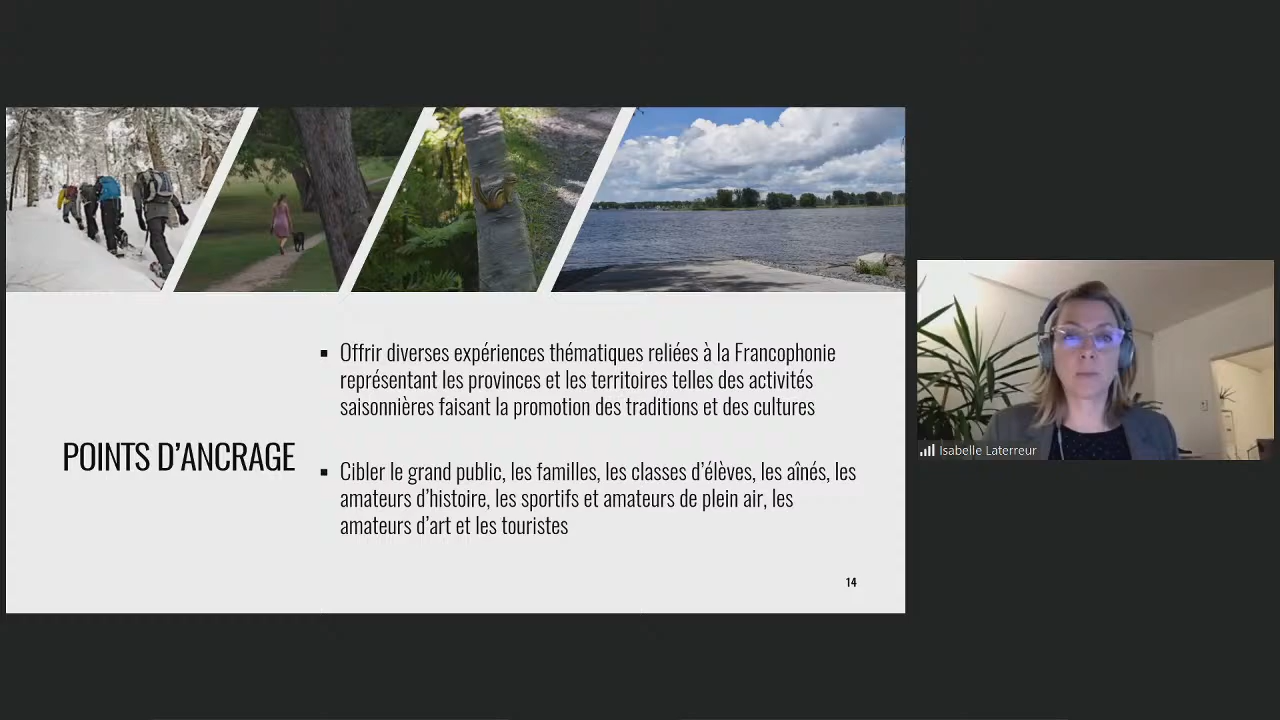 Offrir diverses expériences thématiques reliées à la Francophonie
représentant les provinces et les territoires telles des activités
saisonnières faisant la promotion des traditions et des cultures
POINTS D’ANCRAGE
Cibler le grand public, les familles, les classes d’élèves, les aînés, les
amateurs d’histoire, les sportifs et amateurs de plein air, les
amateurs d’art et les touristes
14
Isabelle Laterreur